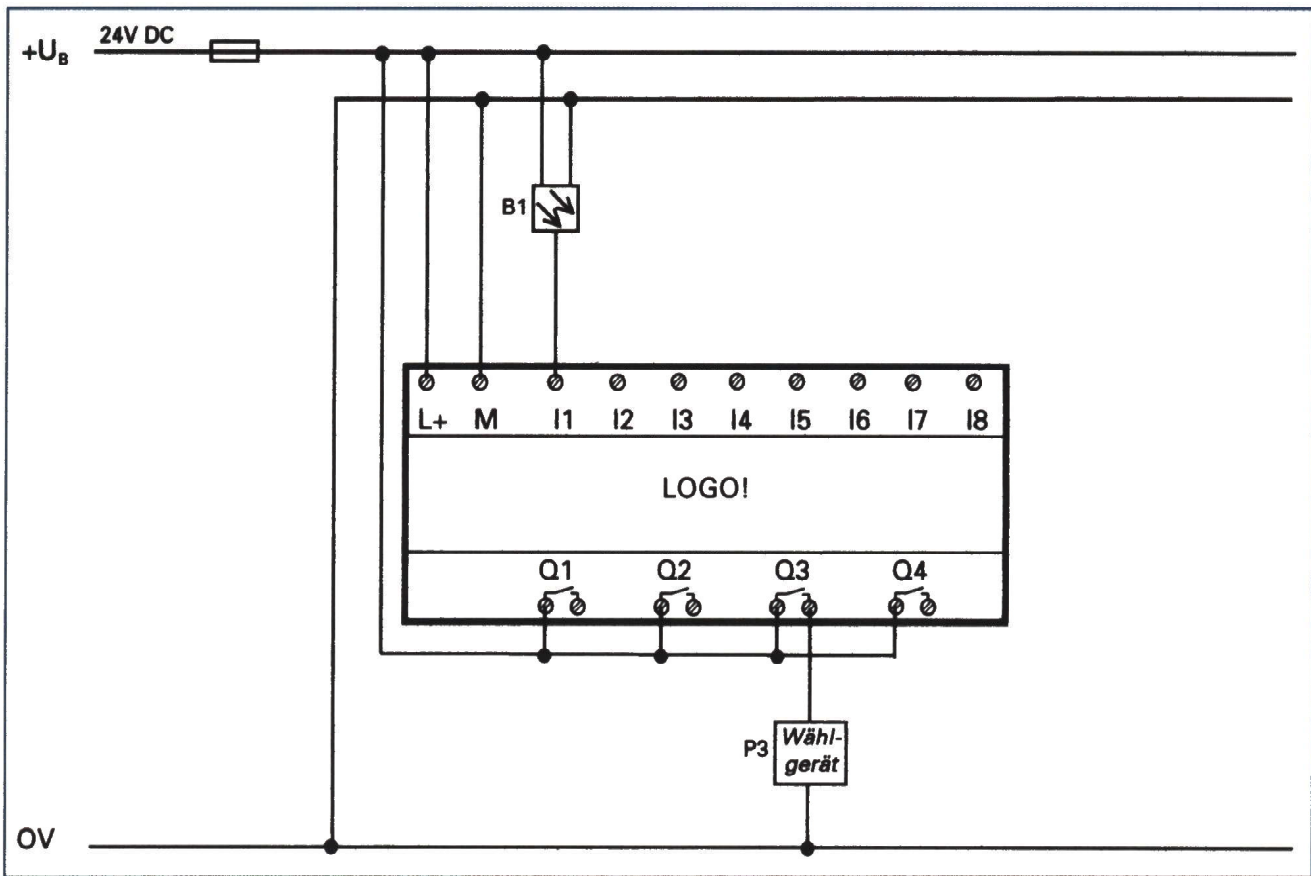 24V DC
+UB
B1
L+ M I1 I2 I3 I4 I5 I6 I7 I8
LOGO!
Q1 Q2 Q3 Q4
P3
Wähl-
gerät
0V